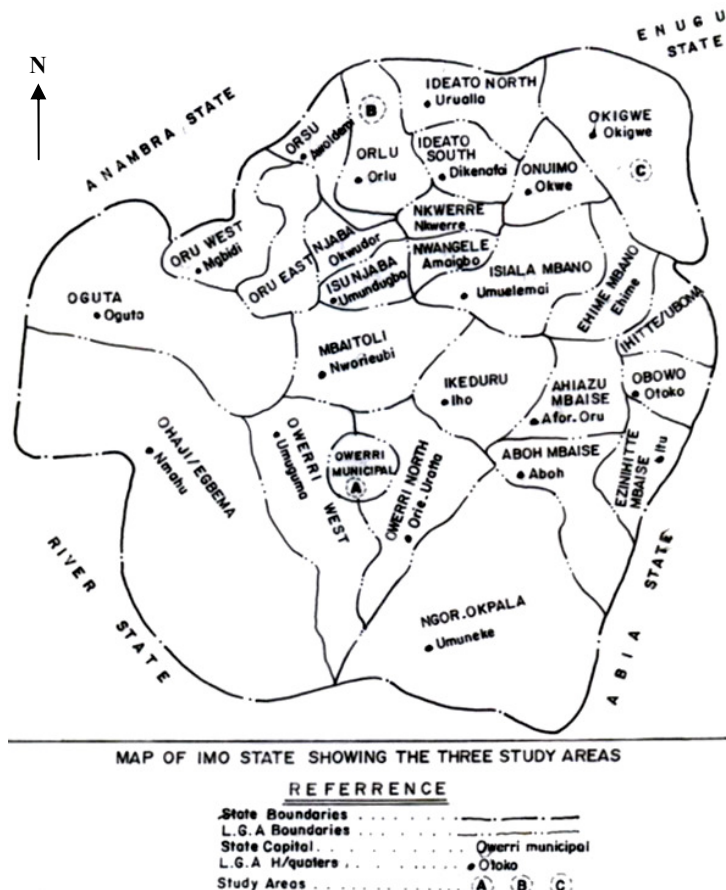 ENUGU
STATE
N
ANAMBRA STATE
IDEATO NORTH
Urualla
B
OKIGWE
Okigwe
ORSU
Awoidemi
ORLU
Orlu
IDEATO
SOUTH
Dikenafai
ONUIMO
Okwe
C
NKWERRE
Nkwerre
ORU WEST
Mgbidi
NJABA
Okwudor
NWANGELE
Amaigbo
ORU EAST
ISUNJABA
Umundugba
ISIALA MBANO
Umuelemai
EHIME MBANO
Ehime
IHITTE/UBOMA
OGUTA
Oguta
MBAITOLI
Nworieubi
IKEDURU
Iho
AHIAZU
MBAISE
Afor.Oru
OBOWO
Otoko
OHAJI/EGBEMA
Nmahu
OWERRI
WEST
Umuguma
OWERRI
MUNICIPAL
A
OWERRI NORTH
Orie.Uratta
ABOH MBAISE
Aboh
EZINIHITTE
MBAISE
Itu
RIVER
STATE
NGOR.OKPALA
Umuneke
ABIA STATE
MAP OF IMO STATE SHOWING THE THREE STUDY AREAS
REFERRENCE
State Boundaries . . . . . . . . .
L.G.A Boundaries . . . . . . . . .
State Capital . . . . . . . . . Owerri municipal
L.G.A H/quaters . . . . . . . . . Otoko
Study Areas . . . . . . . . . A B C